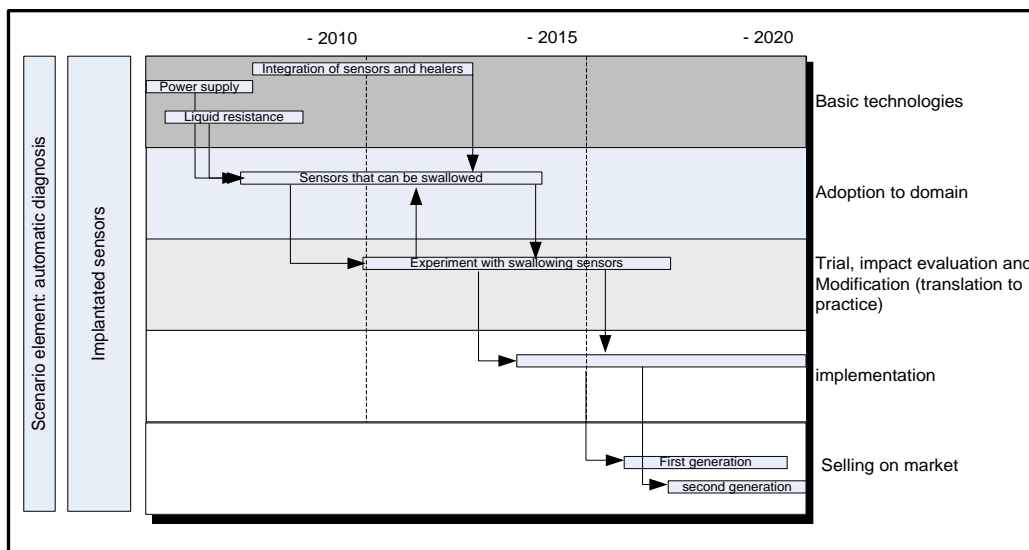 - 2010
- 2015
- 2020
Scenario element: automatic diagnosis
Implantated sensors
Integration of sensors and healers
Power supply
Liquid resistance
Basic technologies
Sensors that can be swallowed
Adoption to domain
Experiment with swallowing sensors
Trial, impact evaluation and
Modification (translation to
practice)
implementation
First generation
second generation
Selling on market